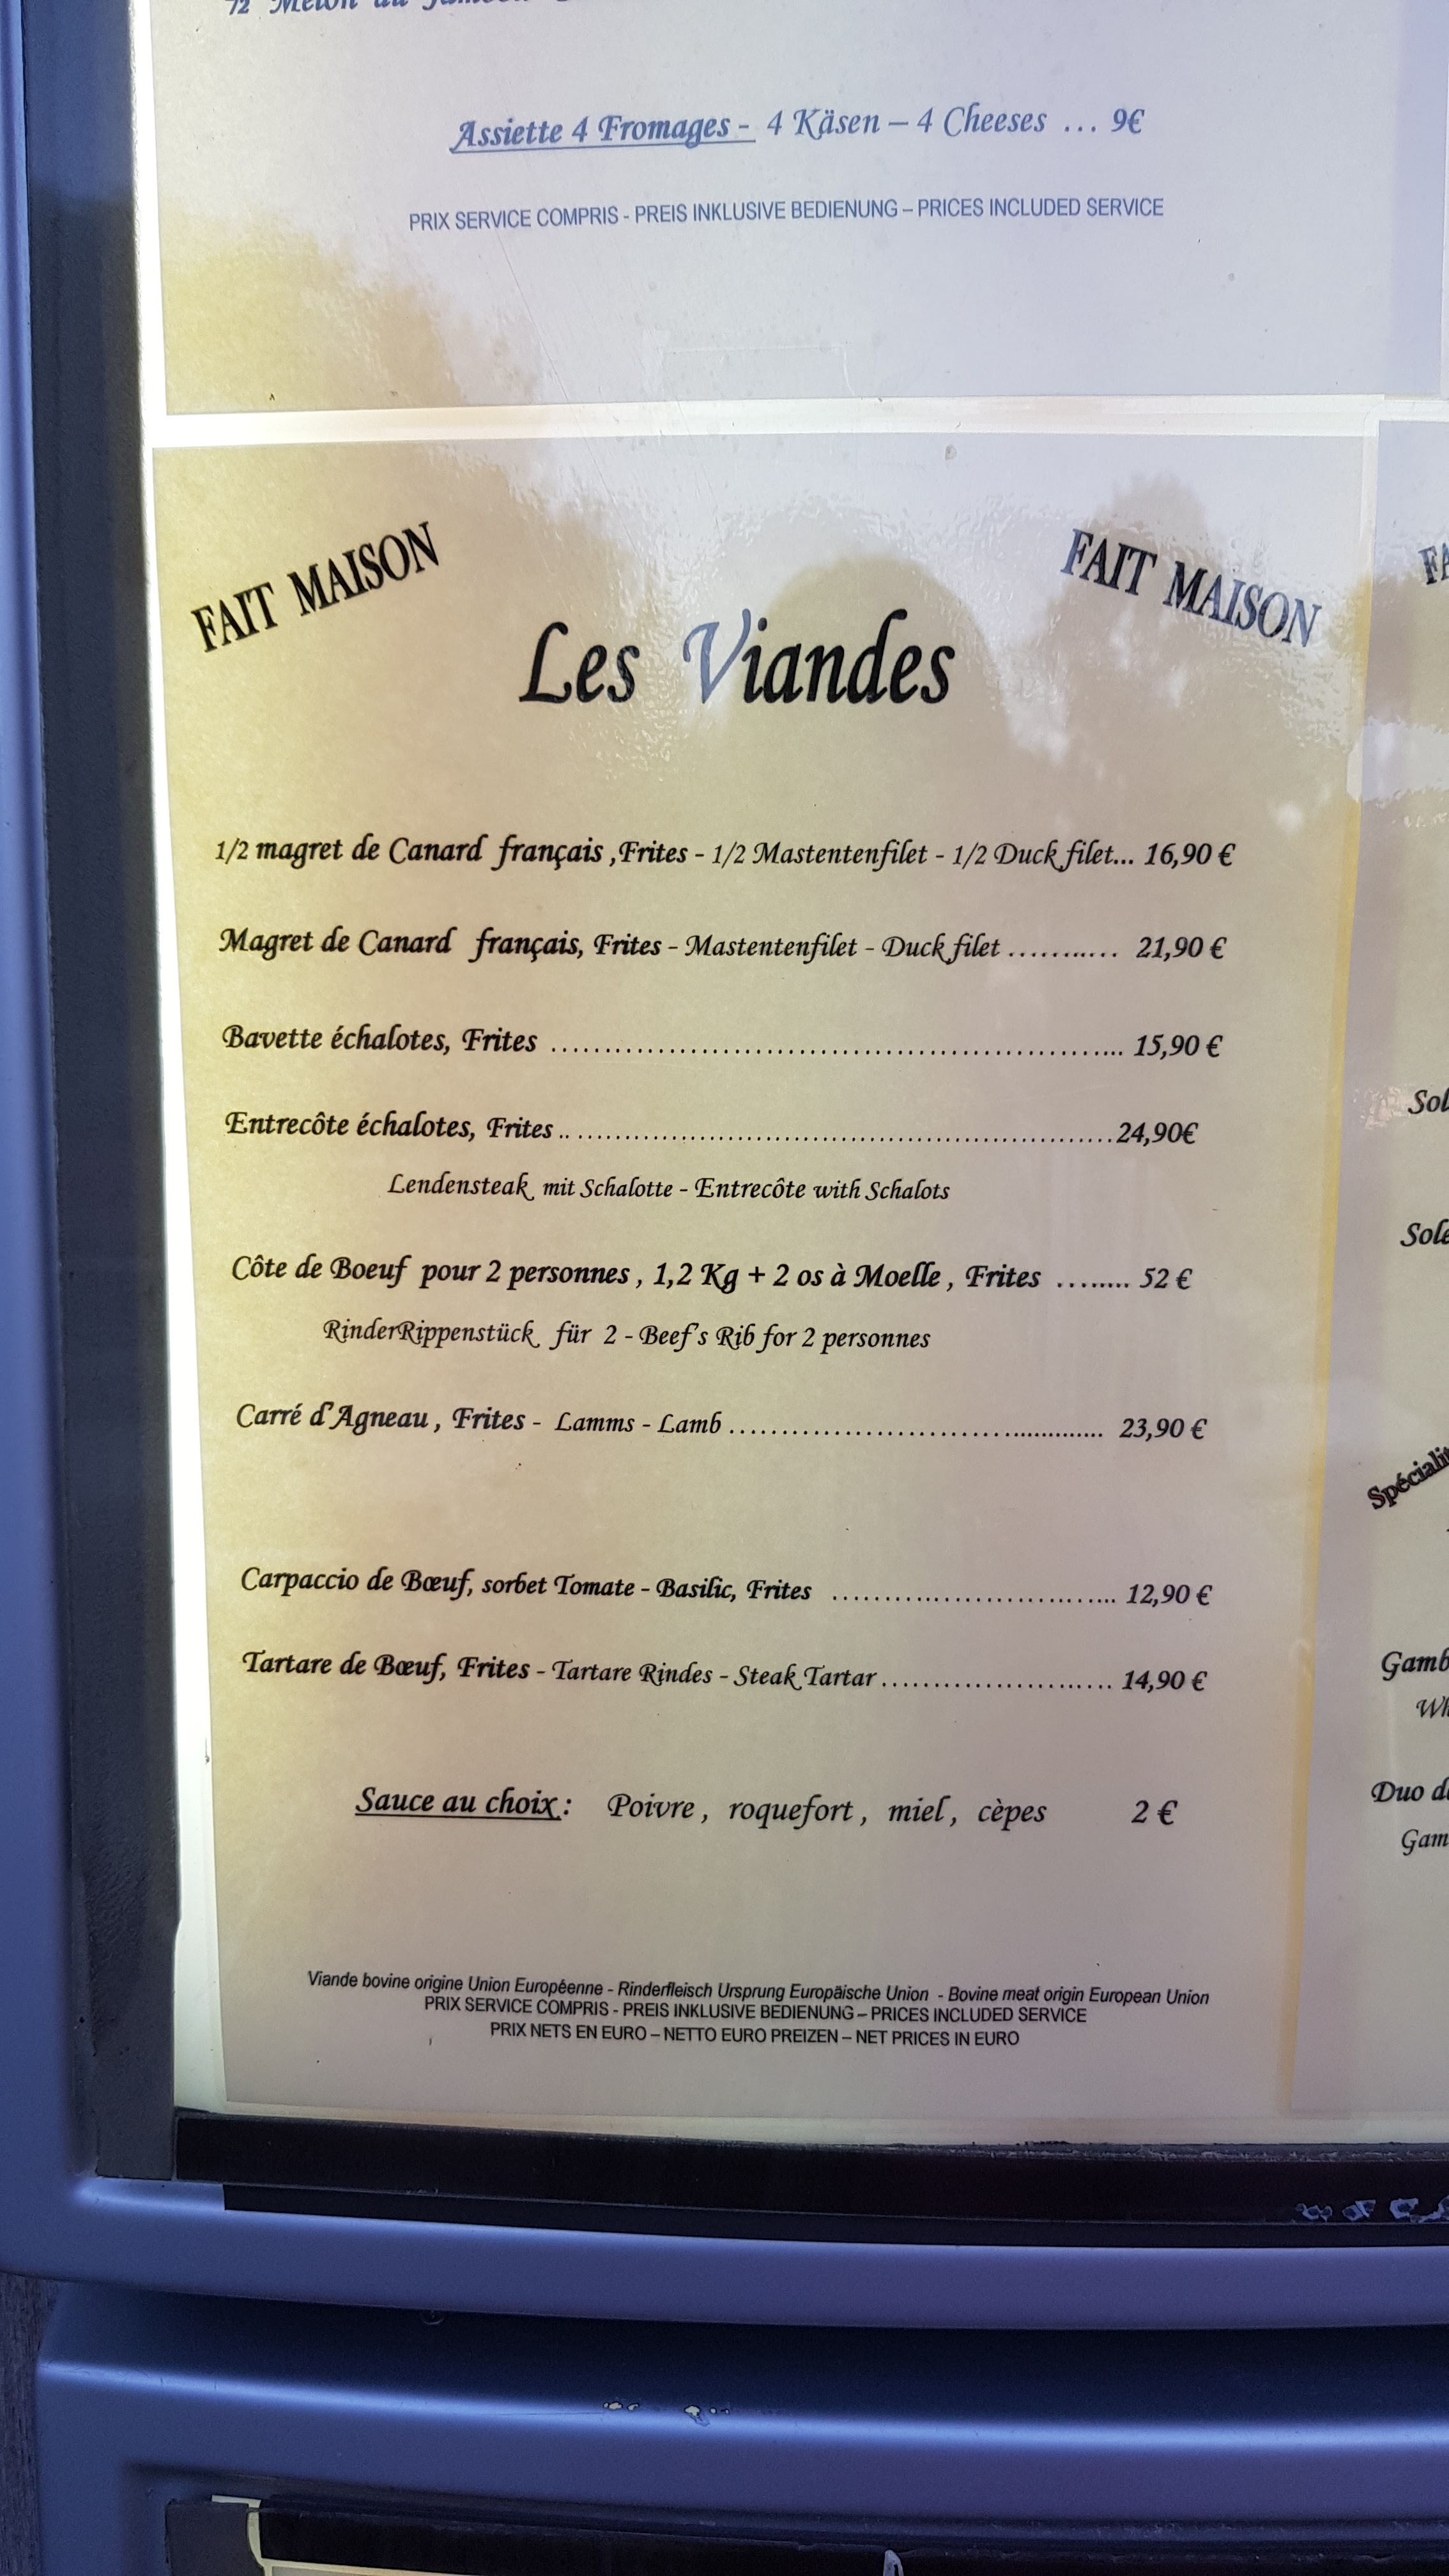 ½ Melon au
Assiette 4 Fromages - 4 Käsen – 4 Cheeses ... 9€
PRIX SERVICE COMPRIS - PREIS INKLUSIVE BEDIENUNG – PRICES INCLUDED SERVICE
FAIT MAISON
FAIT MAISON
Les Viandes
1/2 magret de Canard français ,Frites - 1/2 Mastentenfilet - 1/2 Duck filet... 16,90 €
Magret de Canard français, Frites - Mastentenfilet - Duck filet ........... 21,90 €
Bavette échalotes, Frites ................................................ 15,90 €
Entrecôte échalotes, Frites .. ................................................24,90€
Lendensteak mit Schalotte - Entrecôte with Schalots
Côte de Boeuf pour 2 personnes , 1,2 Kg + 2 os à Moelle , Frites ......... 52 €
RinderRippenstück für 2 - Beef's Rib for 2 personnes
Carré d'Agneau , Frites - Lamms - Lamb ........................................ 23,90 €
Carpaccio de Bœuf, sorbet Tomate - Basilic, Frites .............................. 12,90 €
Tartare de Bœuf, Frites - Tartare Rindes - Steak Tartar ........................ 14,90 €
Sauce au choix : Poivre , roquefort , miel , cèpes 2 €
Viande bovine origine Union Européenne - Rinderfleisch Ursprung Europäische Union - Bovine meat origin European Union
PRIX SERVICE COMPRIS - PREIS INKLUSIVE BEDIENUNG – PRICES INCLUDED SERVICE
PRIX NETS EN EURO – NETTO EURO PREIZEN – NET PRICES IN EURO